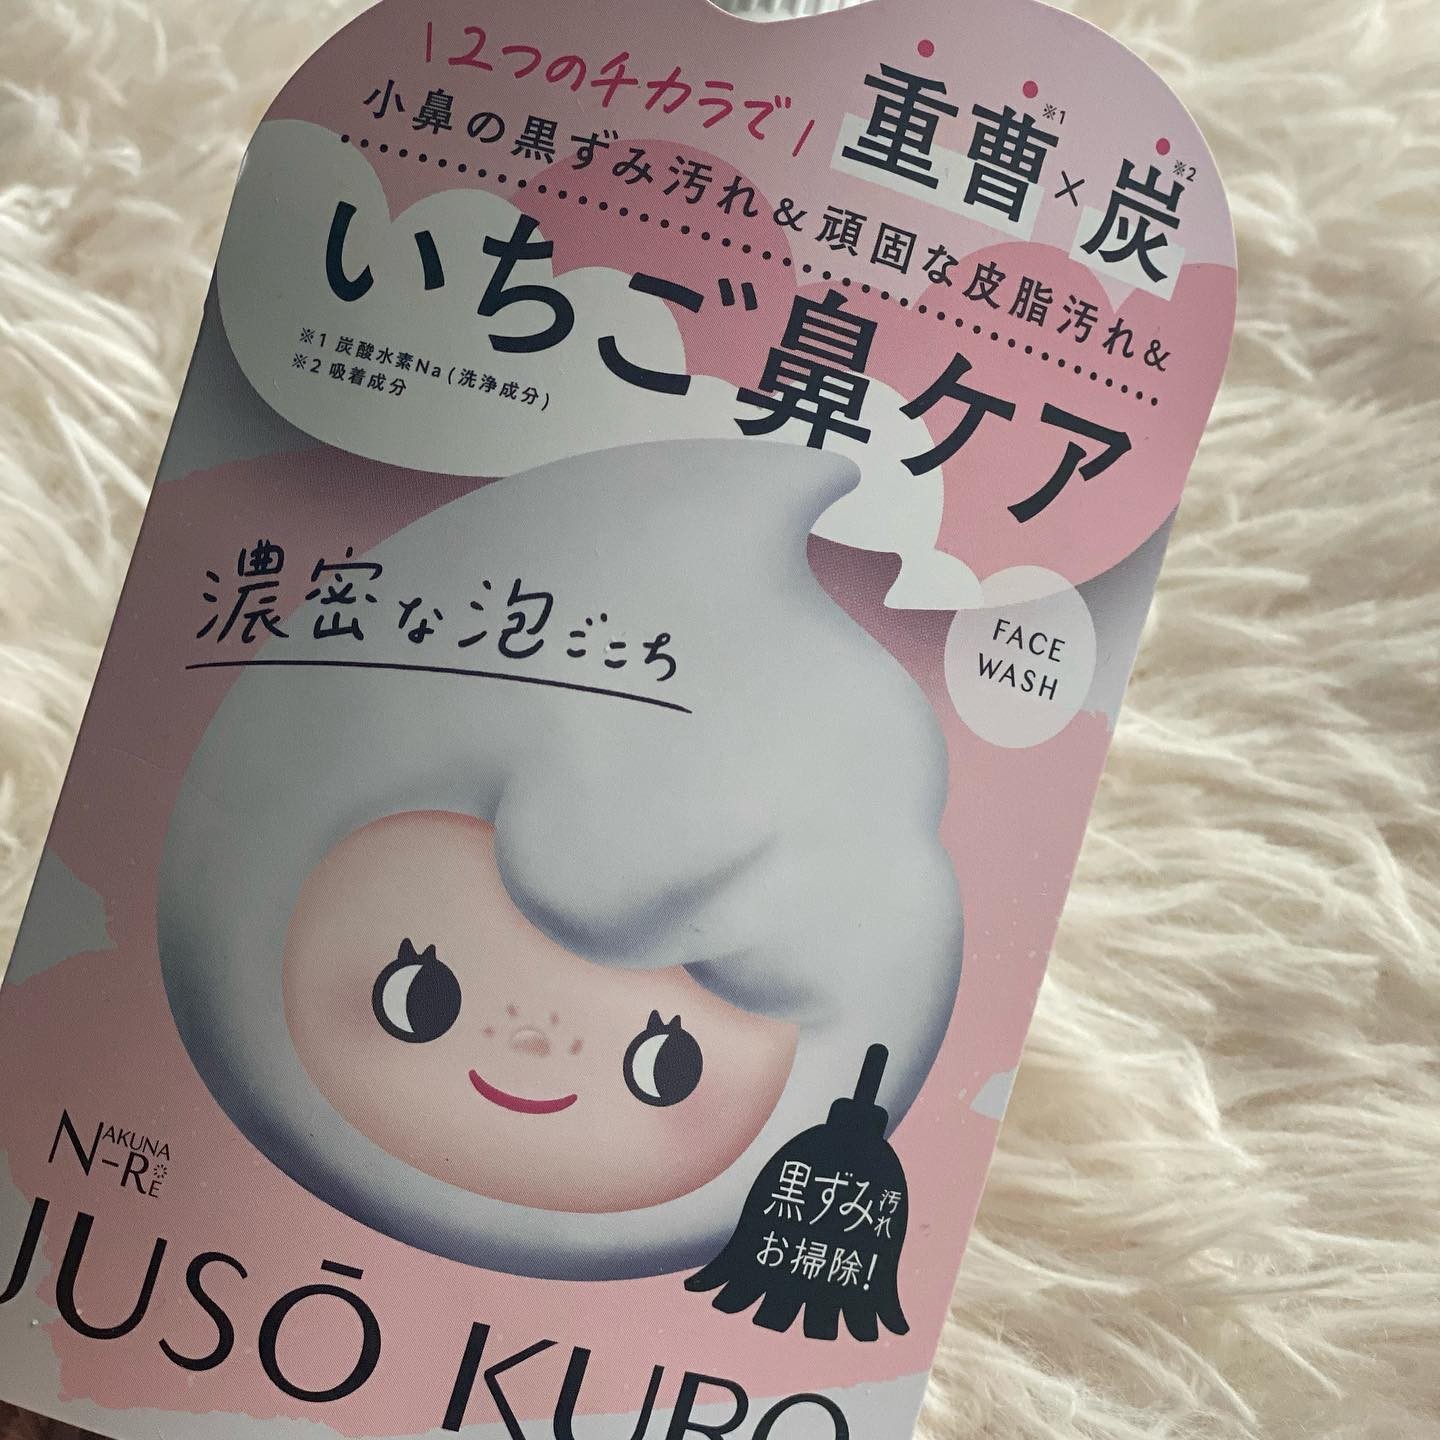 2つのチカラで
重曹※1×炭※2
小鼻の黒ずみ汚れ&頑固な皮脂汚れ&
いちご鼻ケア
※1 炭酸水素Na(洗浄成分)
※2 吸着成分
濃密な泡ごこち
FACE
WASH
黒ずみ汚れ
お掃除!
NAKUNA-RE
JUSŌ KURO